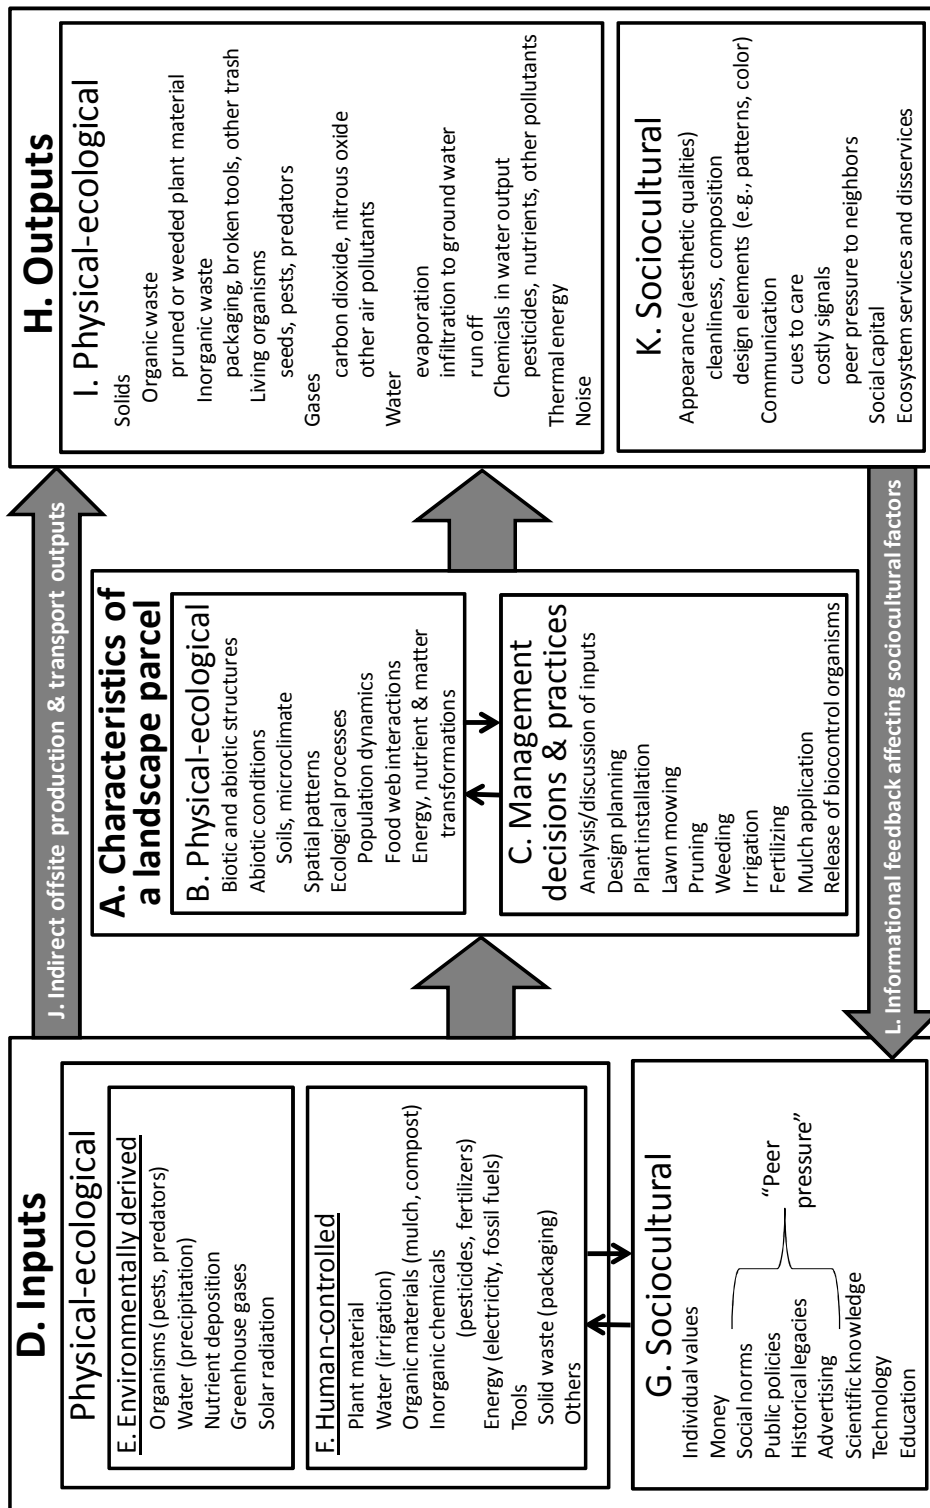 D. Inputs
Physical-ecological
E. Environmentally derived
Organisms (pests, predators)
Water (precipitation)
Nutrient deposition
Greenhouse gases
Solar radiation
F. Human-controlled
Plant material
Water (irrigation)
Organic materials (mulch, compost)
Inorganic chemicals
(pesticides, fertilizers)
Energy (electricity, fossil fuels)
Tools
Solid waste (packaging)
Others
G. Sociocultural
Individual values
Money
Social norms
Public policies
Historical legacies
Advertising
Scientific knowledge
Technology
Education
“Peer
pressure”
J. Indirect offsite production & transport outputs
A. Characteristics of
a landscape parcel
B. Physical-ecological
Biotic and abiotic structures
Abiotic conditions
Soils, microclimate
Spatial patterns
Ecological processes
Population dynamics
Food web interactions
Energy, nutrient & matter
transformations
C. Management
decisions & practices
Analysis/discussion of inputs
Design planning
Plant installation
Lawn mowing
Pruning
Weeding
Irrigation
Fertilizing
Mulch application
Release of biocontrol organisms
L. Informational feedback affecting sociocultural factors
H. Outputs
I. Physical-ecological
Solids
Organic waste
pruned or weeded plant material
Inorganic waste
packaging, broken tools, other trash
Living organisms
seeds, pests, predators
Gases
carbon dioxide, nitrous oxide
other air pollutants
Water
evaporation
infiltration to ground water
run off
Chemicals in water output
pesticides, nutrients, other pollutants
Thermal energy
Noise
K. Sociocultural
Appearance (aesthetic qualities)
cleanliness, composition
design elements (e.g., patterns, color)
Communication
cues to care
costly signals
peer pressure to neighbors
Social capital
Ecosystem services and disservices